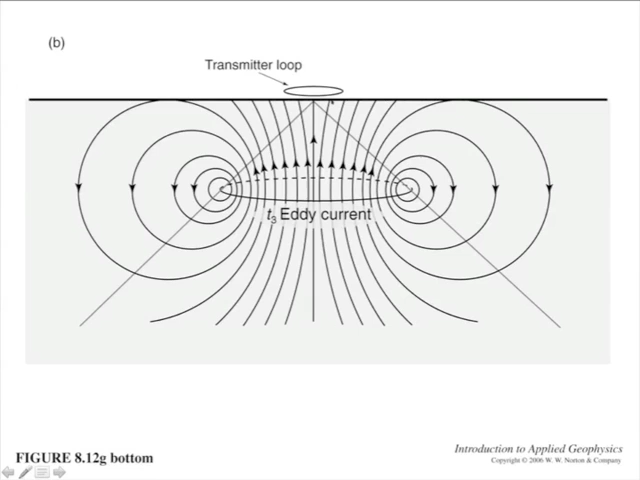 (b)
Transmitter loop
t₃ Eddy current
FIGURE 8.12g bottom
Introduction to Applied Geophysics
Copyright © 2006 W. W. Norton & Company